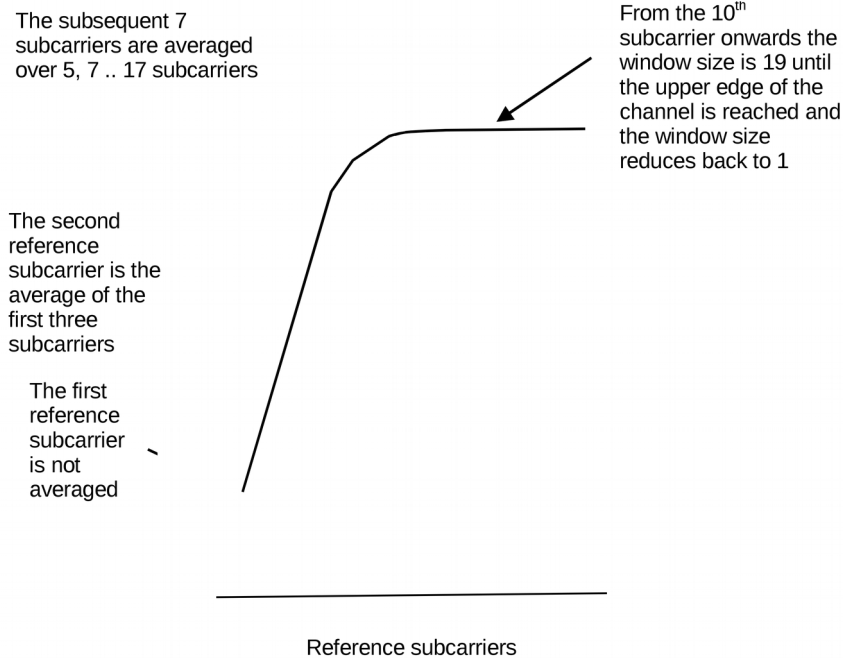 The subsequent 7
subcarriers are averaged
over 5, 7 .. 17 subcarriers
From the 10th
subcarrier onwards the
window size is 19 until
the upper edge of the
channel is reached and
the window size
reduces back to 1
The second
reference
subcarrier is the
average of the
first three
subcarriers
The first
reference
subcarrier
is not
averaged
Reference subcarriers